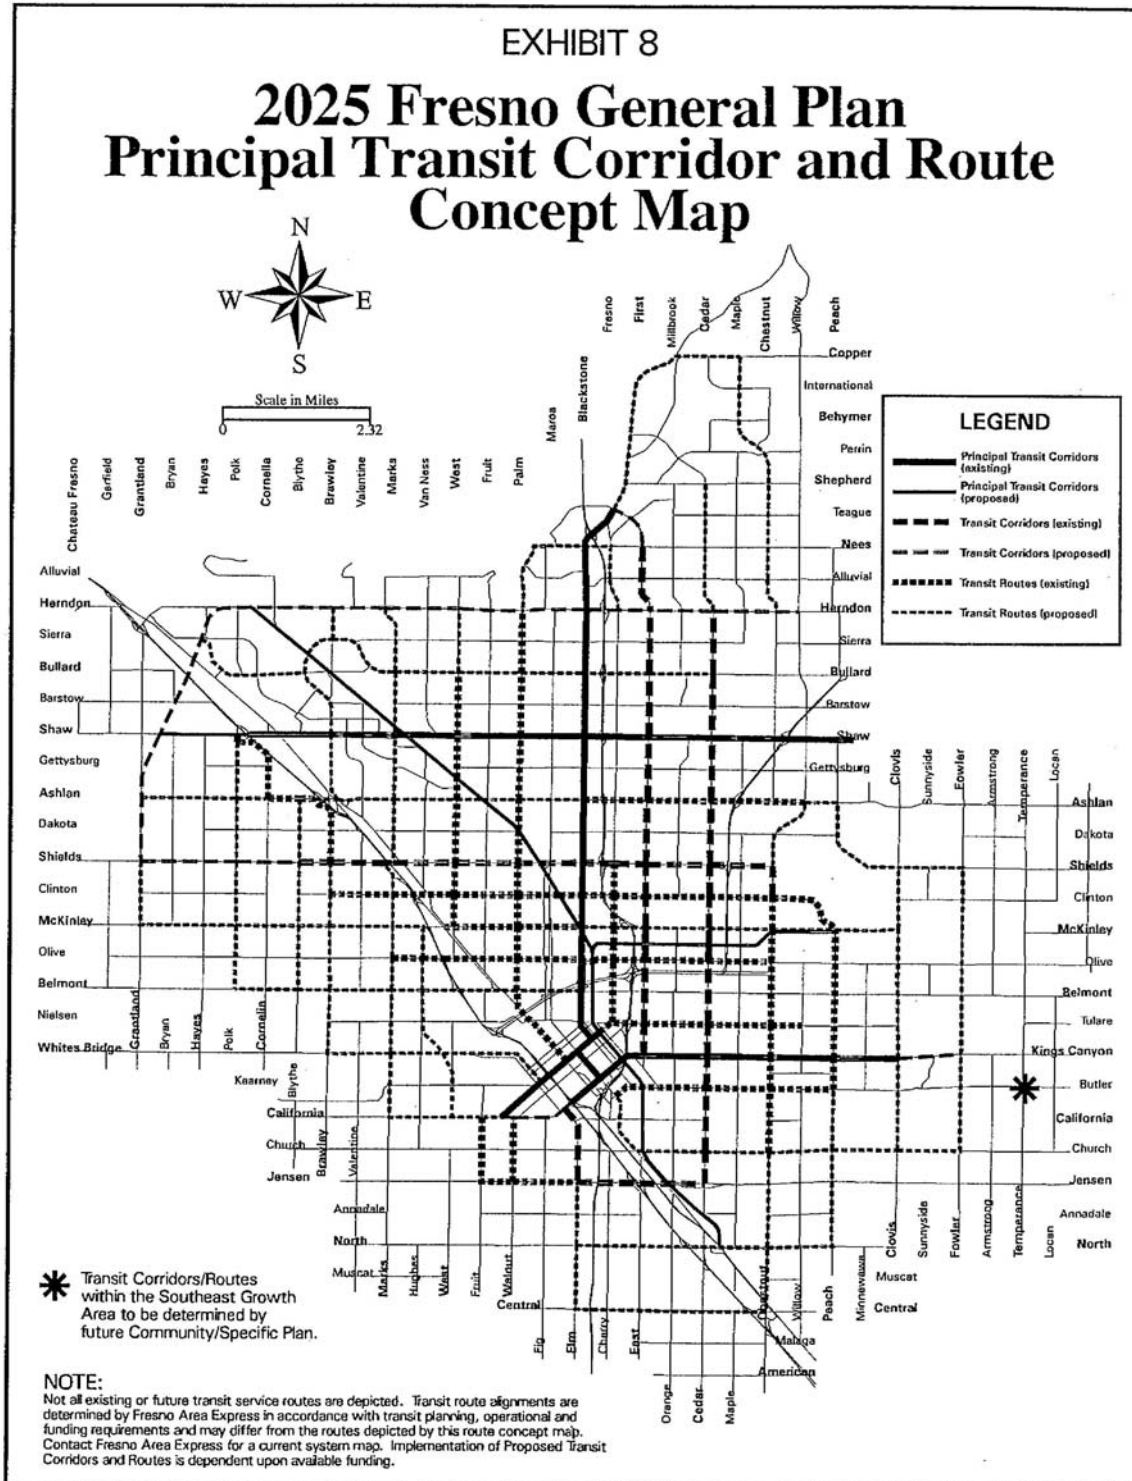 EXHIBIT 8
2025 Fresno General Plan
Principal Transit Corridor and Route
Concept Map
N
W
E
S
Scale in Miles
0
2.32
Fresno
First
Millbrook
Cedar
Maple
Chestnut
Willow
Peach
Maroa
Blackstone
Copper
International
Behymer
Perrin
Shepherd
Teague
Nees
Alluvial
Herndon
Sierra
Bullard
Barstow
Shaw
Gettysburg
LEGEND
Principal Transit Corridors
(existing)
Principal Transit Corridors
(proposed)
Transit Corridors (existing)
Transit Corridors (proposed)
Transit Routes (existing)
Transit Routes (proposed)
Chateau Fresno
Garfield
Grantland
Bryan
Hayes
Polk
Cornelia
Blythe
Brawley
Valentine
Marks
Van Ness
West
Fruit
Palm
Alluvial
Herndon
Sierra
Bullard
Barstow
Shaw
Gettysburg
Ashlan
Dakota
Shields
Clinton
McKinley
Olive
Belmont
Nielsen
Whites Bridge
Grantland
Bryan
Hayes
Polk
Cornelia
Kearney
Blythe
California
Church
Jensen
Brawley
Valentine
Annadale
North
Muscat
Marks
Hughes
West
Fruit
Walnut
Central
Fig
Elm
Cherry
East
Orange
Cedar
Maple
Chestnut
Willow
Peach
Minnewawa
Malaga
American
Muscat
Central
Clovis
Sunnyside
Fowler
Armstrong
Temperance
Locan
Ashlan
Dakota
Shields
Clinton
McKinley
Olive
Belmont
Tulare
Kings Canyon
Butler
California
Church
Jensen
Annadale
North
Clovis
Sunnyside
Fowler
Armstrong
Temperance
Locan
Transit Corridors/Routes
within the Southeast Growth
Area to be determined by
future Community/Specific Plan.
NOTE:
Not all existing or future transit service routes are depicted. Transit route alignments are
determined by Fresno Area Express in accordance with transit planning, operational and
funding requirements and may differ from the routes depicted by this route concept map.
Contact Fresno Area Express for a current system map. Implementation of Proposed Transit
Corridors and Routes is dependent upon available funding.